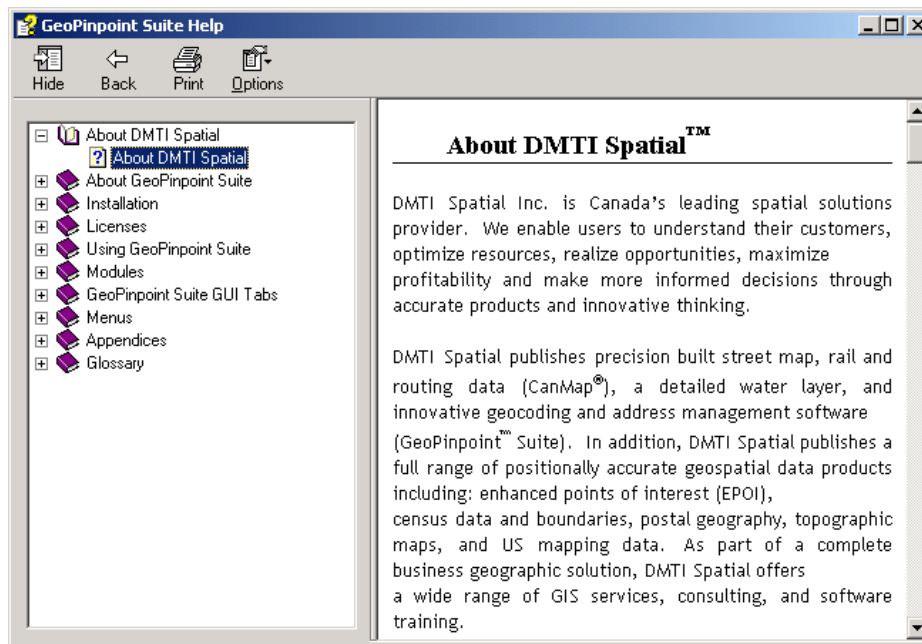 GeoPinpoint Suite Help
Hide Back Print Options
About DMTI Spatial
About DMTI Spatial
About GeoPinpoint Suite
Installation
Licenses
Using GeoPinpoint Suite
Modules
GeoPinpoint Suite GUI Tabs
Menus
Appendices
Glossary
About DMTI Spatial™
DMTI Spatial Inc. is Canada's leading spatial solutions
provider. We enable users to understand their customers,
optimize resources, realize opportunities, maximize
profitability and make more informed decisions through
accurate products and innovative thinking.
DMTI Spatial publishes precision built street map, rail and
routing data (CanMap®), a detailed water layer, and
innovative geocoding and address management software
(GeoPinpoint™ Suite). In addition, DMTI Spatial publishes a
full range of positionally accurate geospatial data products
including: enhanced points of interest (EPOI),
census data and boundaries, postal geography, topographic
maps, and US mapping data. As part of a complete
business geographic solution, DMTI Spatial offers
a wide range of GIS services, consulting, and software
training.